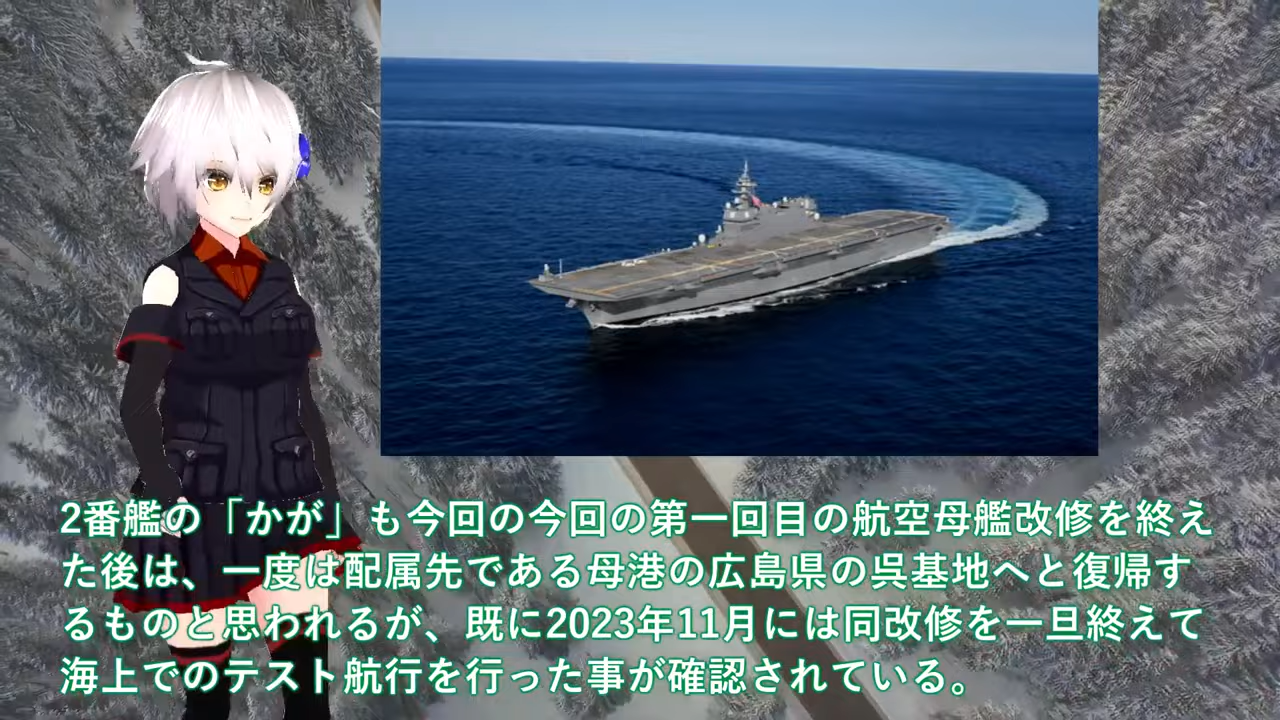 2番艦の「かが」も今回の今回の第一回目の航空母艦改修を終え
た後は、一度は配属先である母港の広島県の呉基地へと復帰す
るものと思われるが、既に2023年11月には同改修を一旦終えて
海上でのテスト航行を行った事が確認されている。